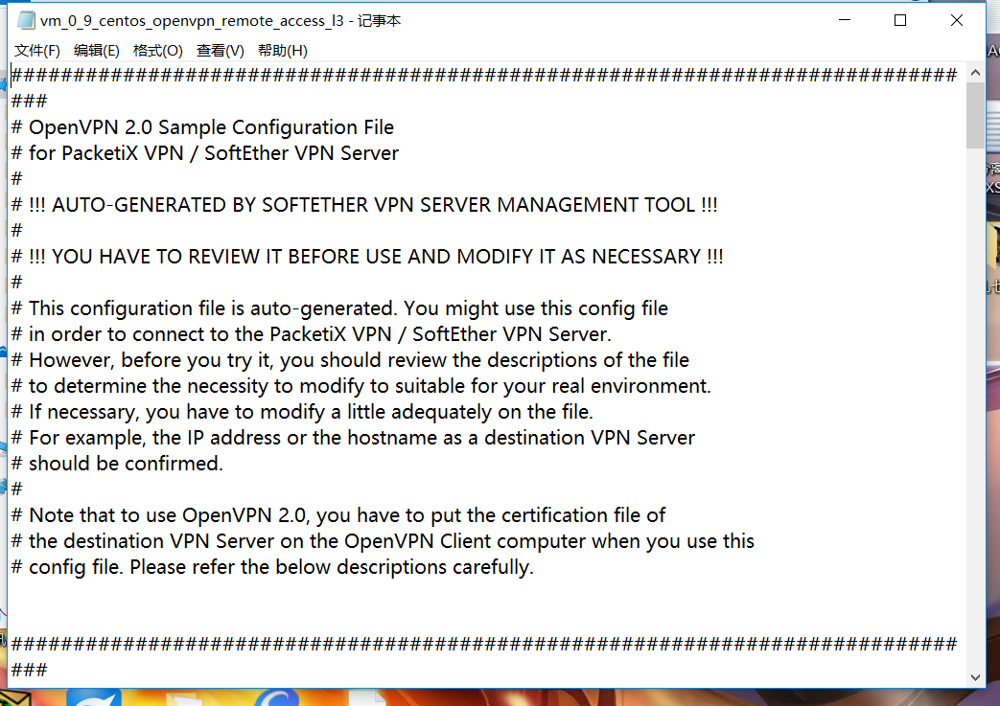 vm_0_9_centos_openvpn_remote_access_l3 - 记事本
文件(F) 编辑(E) 格式(O) 查看(V) 帮助(H)
###############################################################################
###
# OpenVPN 2.0 Sample Configuration File
# for PacketiX VPN / SoftEther VPN Server
#
# !!! AUTO-GENERATED BY SOFTETHER VPN SERVER MANAGEMENT TOOL !!!
#
# !!! YOU HAVE TO REVIEW IT BEFORE USE AND MODIFY IT AS NECESSARY !!!
#
# This configuration file is auto-generated. You might use this config file
# in order to connect to the PacketiX VPN / SoftEther VPN Server.
# However, before you try it, you should review the descriptions of the file
# to determine the necessity to modify to suitable for your real environment.
# If necessary, you have to modify a little adequately on the file.
# For example, the IP address or the hostname as a destination VPN Server
# should be confirmed.
#
# Note that to use OpenVPN 2.0, you have to put the certification file of
# the destination VPN Server on the OpenVPN Client computer when you use this
# config file. Please refer the below descriptions carefully.
###############################################################################
###